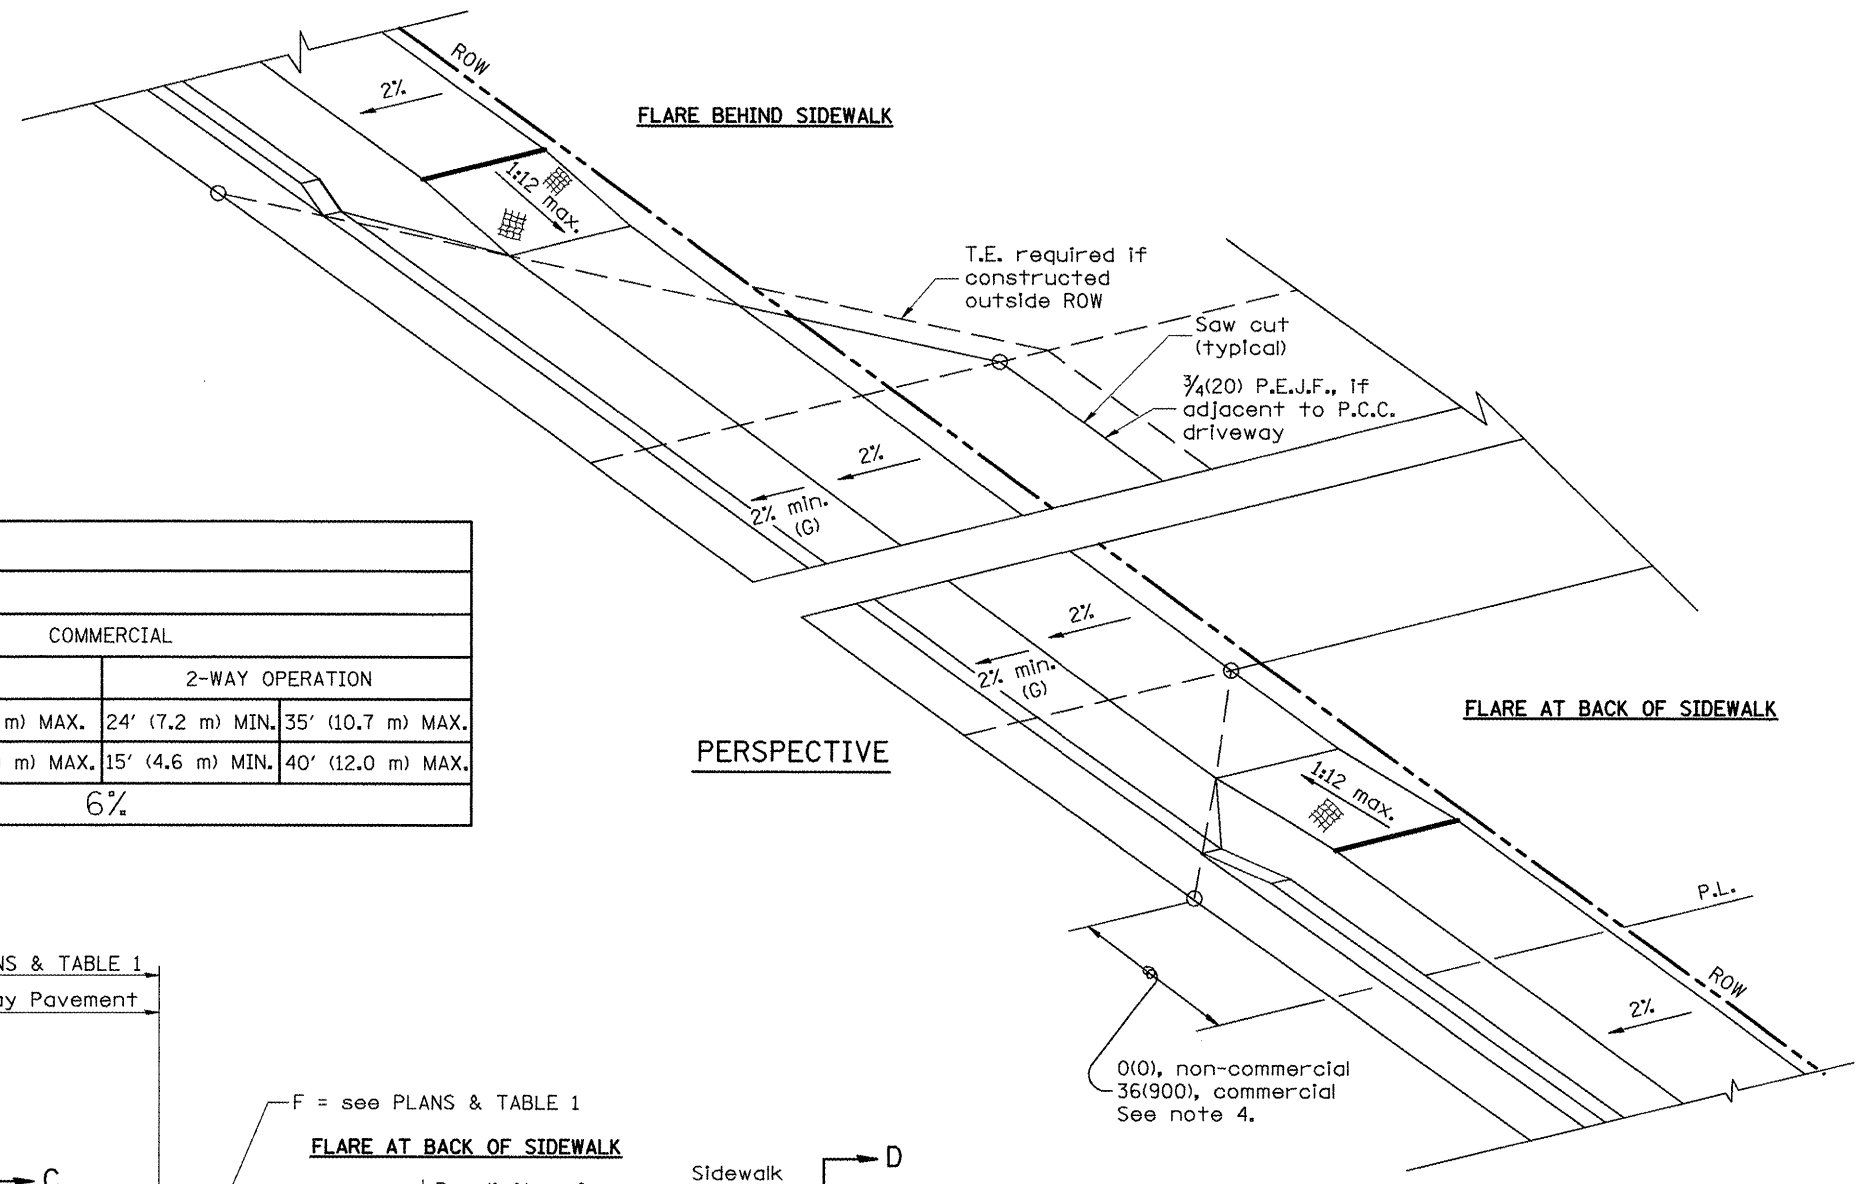 ROW
2%
FLARE BEHIND SIDEWALK
1:12 max.
T.E. required if
constructed
outside ROW
Saw cut
(typical)
3/4(20) P.E.J.F., if
adjacent to P.C.C.
driveway
2%
2% min.
(G)
COMMERCIAL
2-WAY OPERATION
m) MAX. 24' (7.2 m) MIN. 35' (10.7 m) MAX.
m) MAX. 15' (4.6 m) MIN. 40' (12.0 m) MAX.
6%
2%
2% min.
(G)
PERSPECTIVE
FLARE AT BACK OF SIDEWALK
1:12 max.
P.L.
ROW
2%
0(0), non-commercial
36(900), commercial
See note 4.
NS & TABLE 1
ay Pavement
F = see PLANS & TABLE 1
FLARE AT BACK OF SIDEWALK
C
Sidewalk
D